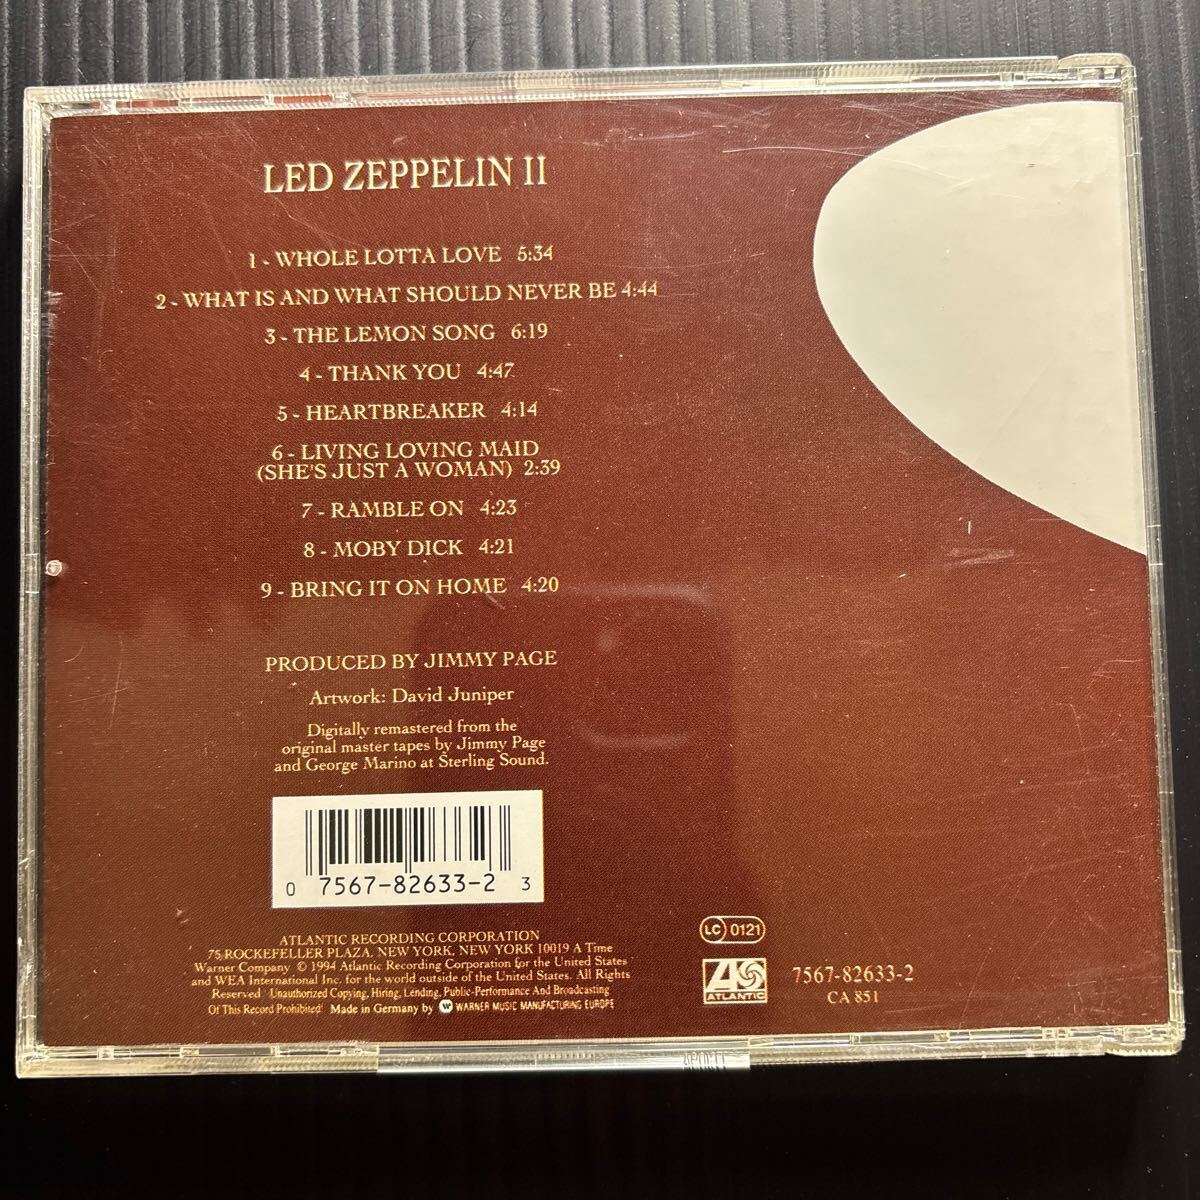 LED ZEPPELIN II
1 - WHOLE LOTTA LOVE 5:34
2 - WHAT IS AND WHAT SHOULD NEVER BE 4:44
3 - THE LEMON SONG 6:19
4 - THANK YOU 4:47
5 - HEARTBREAKER 4:14
6 - LIVING LOVING MAID
(SHE'S JUST A WOMAN) 2:39
7 - RAMBLE ON 4:23
8 - MOBY DICK 4:21
9 - BRING IT ON HOME 4:20
PRODUCED BY JIMMY PAGE
Artwork: David Juniper
Digitally remastered from the
original master tapes by Jimmy Page
and George Marino at Sterling Sound.
0 7567-82633-2 3
ATLANTIC RECORDING CORPORATION
75 ROCKEFELLER PLAZA, NEW YORK, NEW YORK 10019 A Time
Warner Company © 1994 Atlantic Recording Corporation for the United States
and WEA International Inc. for the world outside of the United States. All Rights
Reserved Unauthorized Copying, Hiring, Lending, Public-Performance And Broadcasting
Of This Record Prohibited Made in Germany by WARNER MUSIC MANUFACTURING EUROPE
LC 0121
ATLANTIC
7567-82633-2
CA 851